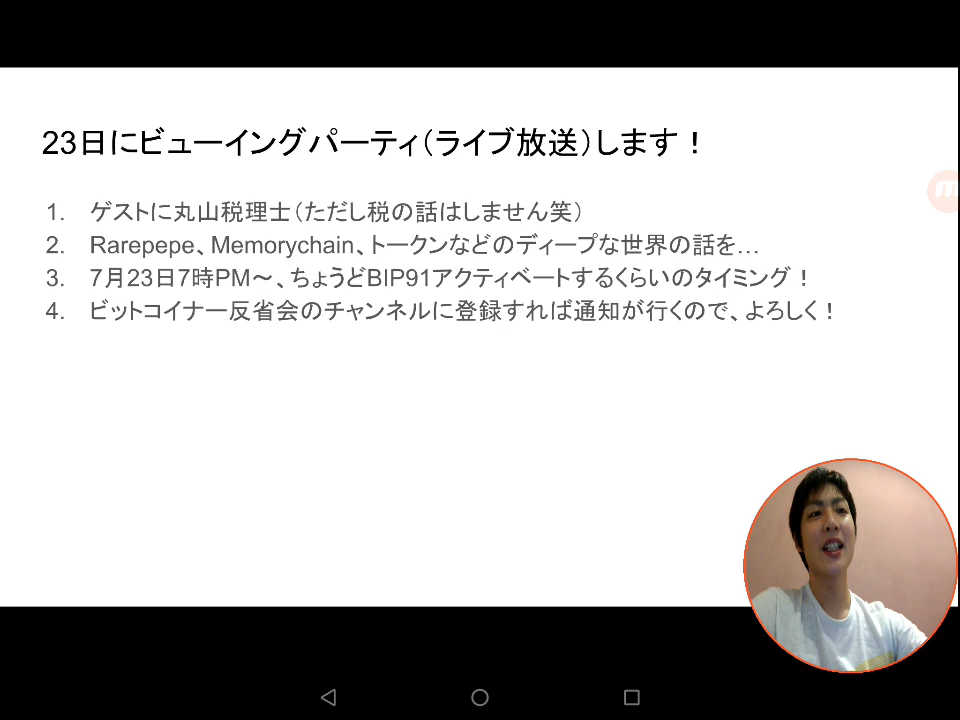 23日にビューイングパーティ（ライブ放送）します！
1. ゲストに丸山税理士（ただし税の話はしません笑）
2. Rarepepe、Memorychain、トークンなどのディープな世界の話を…
3. 7月23日7時PM〜、ちょうどBIP91アクティベートするくらいのタイミング！
4. ビットコイナー反省会のチャンネルに登録すれば通知が行くので、よろしく！